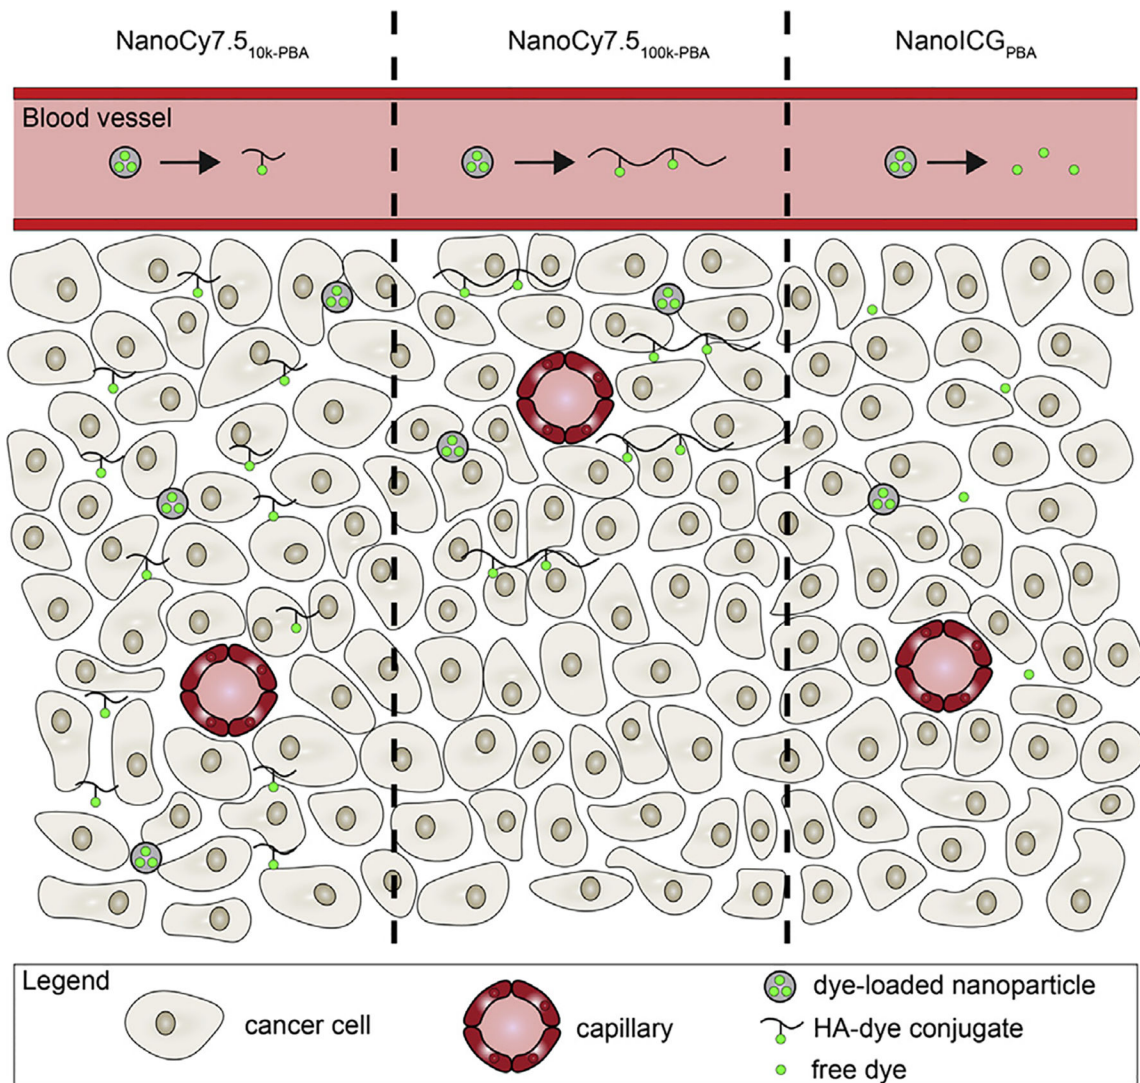 NanoCy7.510k-PBA
NanoCy7.5100k-PBA
NanoICGPBA
Blood vessel
Legend
cancer cell
capillary
dye-loaded nanoparticle
HA-dye conjugate
free dye